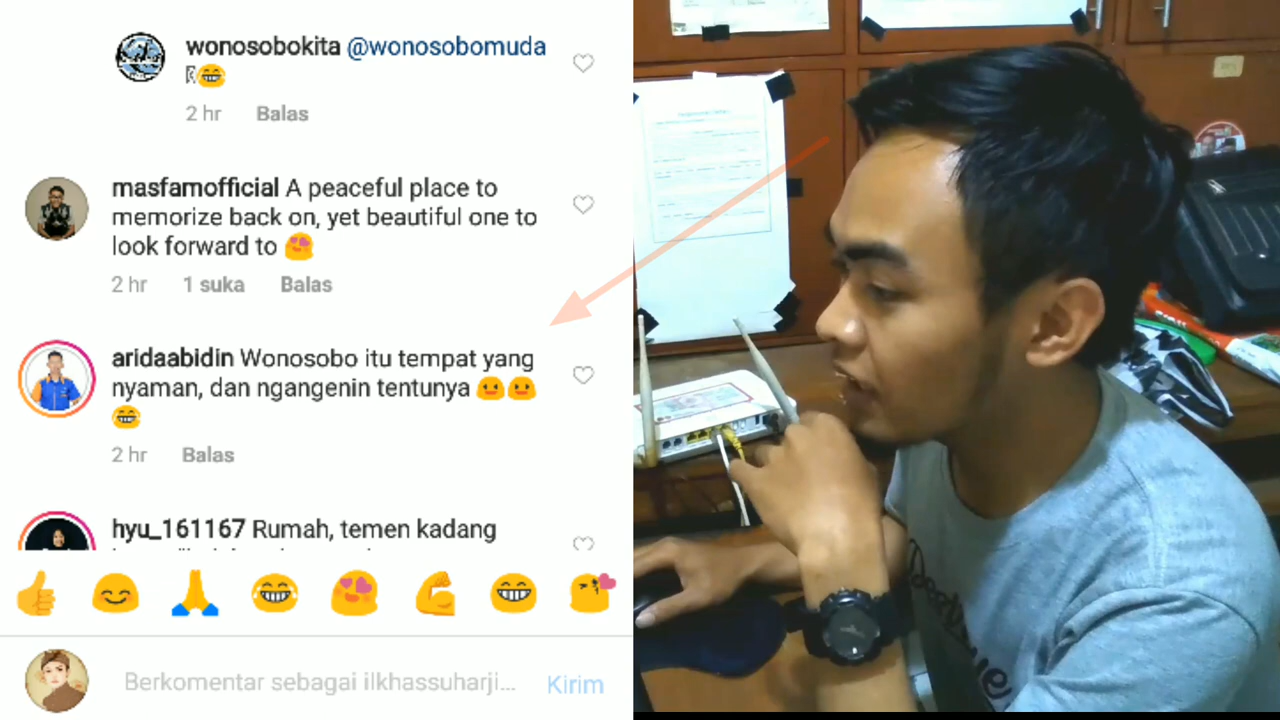 wonosobokita @wonosobomuda
😁
2 hr Balas
masfamofficial A peaceful place to
memorize back on, yet beautiful one to
look forward to 😍
2 hr 1 suka Balas
aridaabidin Wonosobo itu tempat yang
nyaman, dan ngangenin tentunya 😃😃
😁
2 hr Balas
hyu_161167 Rumah, temen kadang
Berkomentar sebagai ilkhassuharji... Kirim